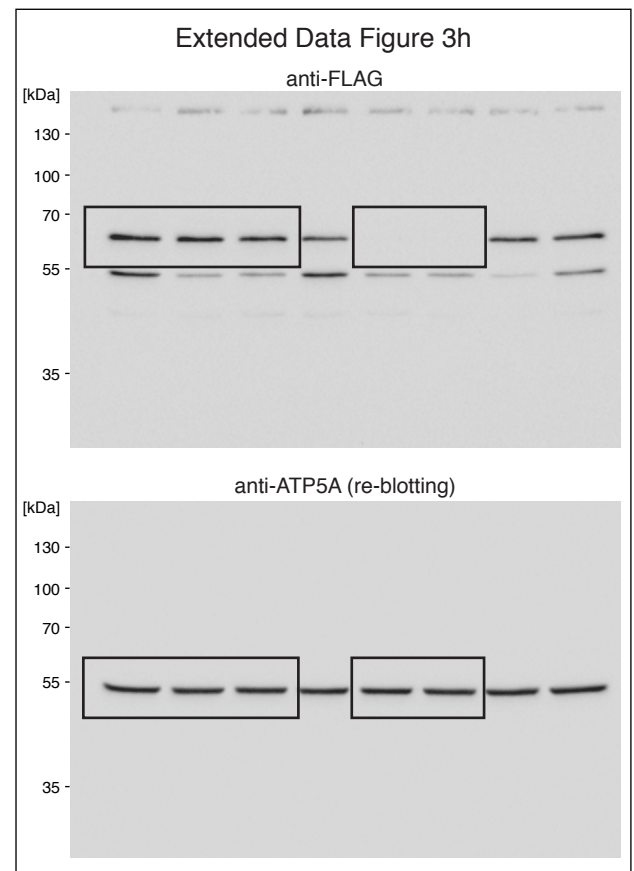 Extended Data Figure 3h
anti-FLAG
[kDa]
130 -
100 -
70 -
55 -
35 -
anti-ATP5A (re-blotting)
[kDa]
130 -
100 -
70 -
55 -
35 -